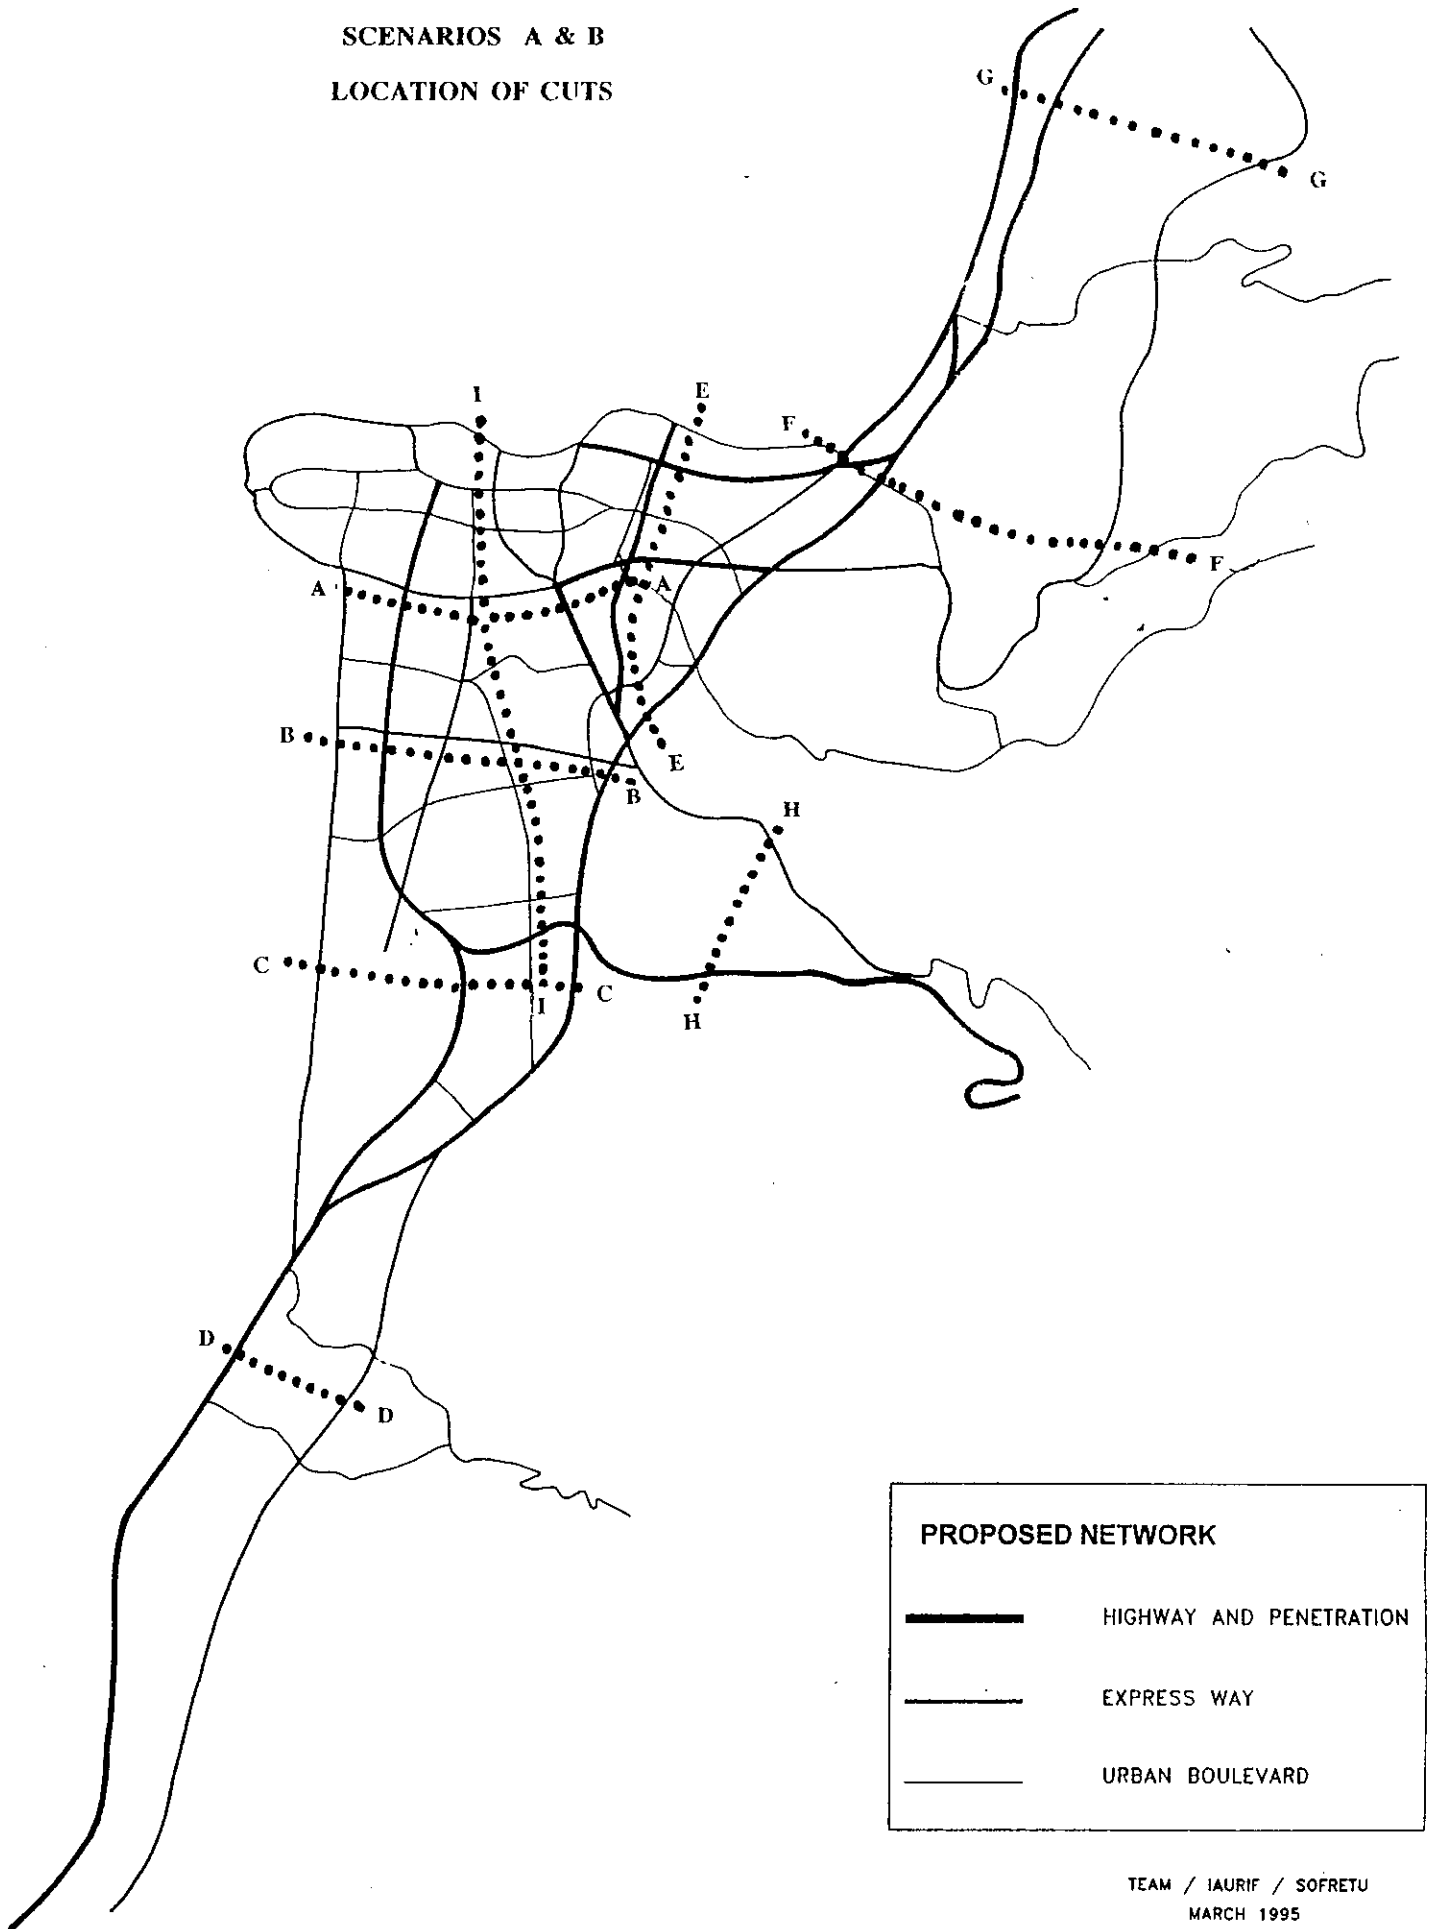 SCENARIOS A & B
LOCATION OF CUTS
G
G
I
E
F
F
A
A
B
B
E
H
H
C
C
I
D
D
PROPOSED NETWORK
HIGHWAY AND PENETRATION
EXPRESS WAY
URBAN BOULEVARD
TEAM / IAURIF / SOFRETU
MARCH 1995